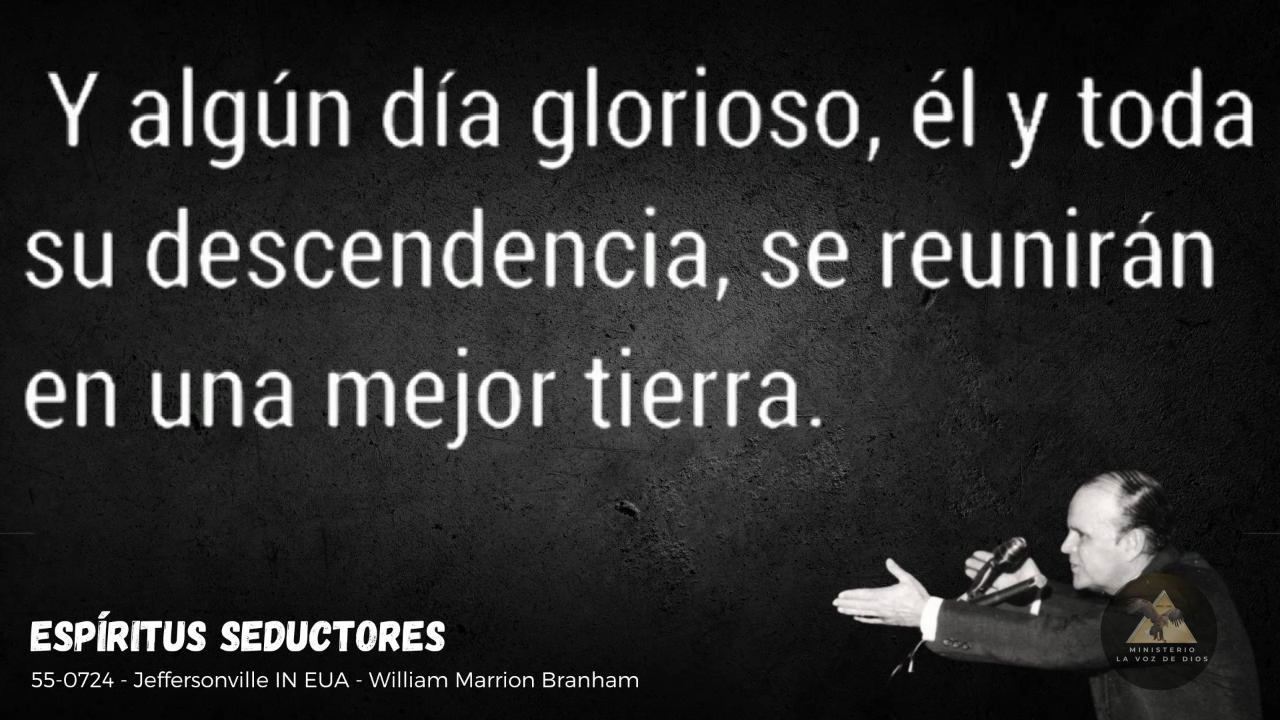 Y algún día glorioso, él y toda
su descendencia, se reunirán
en una mejor tierra.
ESPÍRITUS SEDUCTORES
55-0724 - Jeffersonville IN EUA - William Marrion Branham
MINISTERIO
LA VOZ DE DIOS